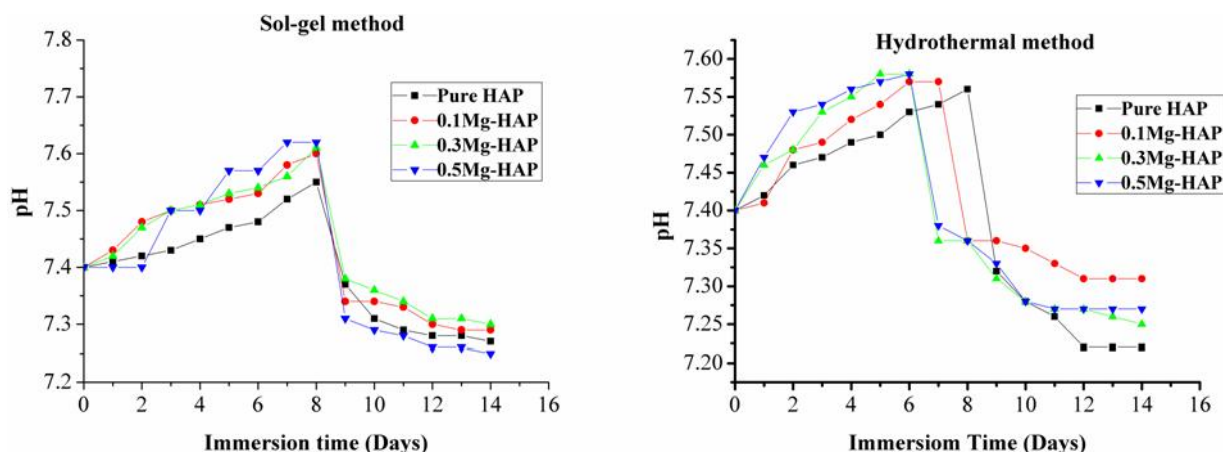 Sol-gel method
7.8
7.7
7.6
7.5
7.4
7.3
7.2
pH
0 2 4 6 8 10 12 14 16
Immersion time (Days)
Pure HAP
0.1Mg-HAP
0.3Mg-HAP
0.5Mg-HAP
Hydrothermal method
7.60
7.55
7.50
7.45
7.40
7.35
7.30
7.25
7.20
pH
0 2 4 6 8 10 12 14 16
Immersiom Time (Days)
Pure HAP
0.1Mg-HAP
0.3Mg-HAP
0.5Mg-HAP